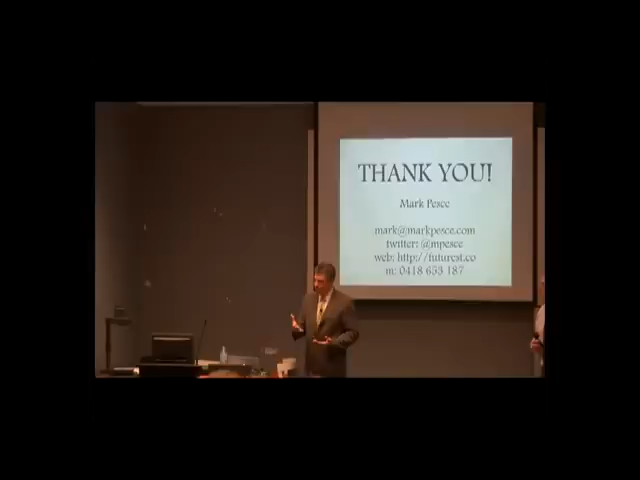 THANK YOU!
Mark Pesce
mark@markpesce.com
twitter: @mpesce
web: http://futurest.co
m: 0418 653 187